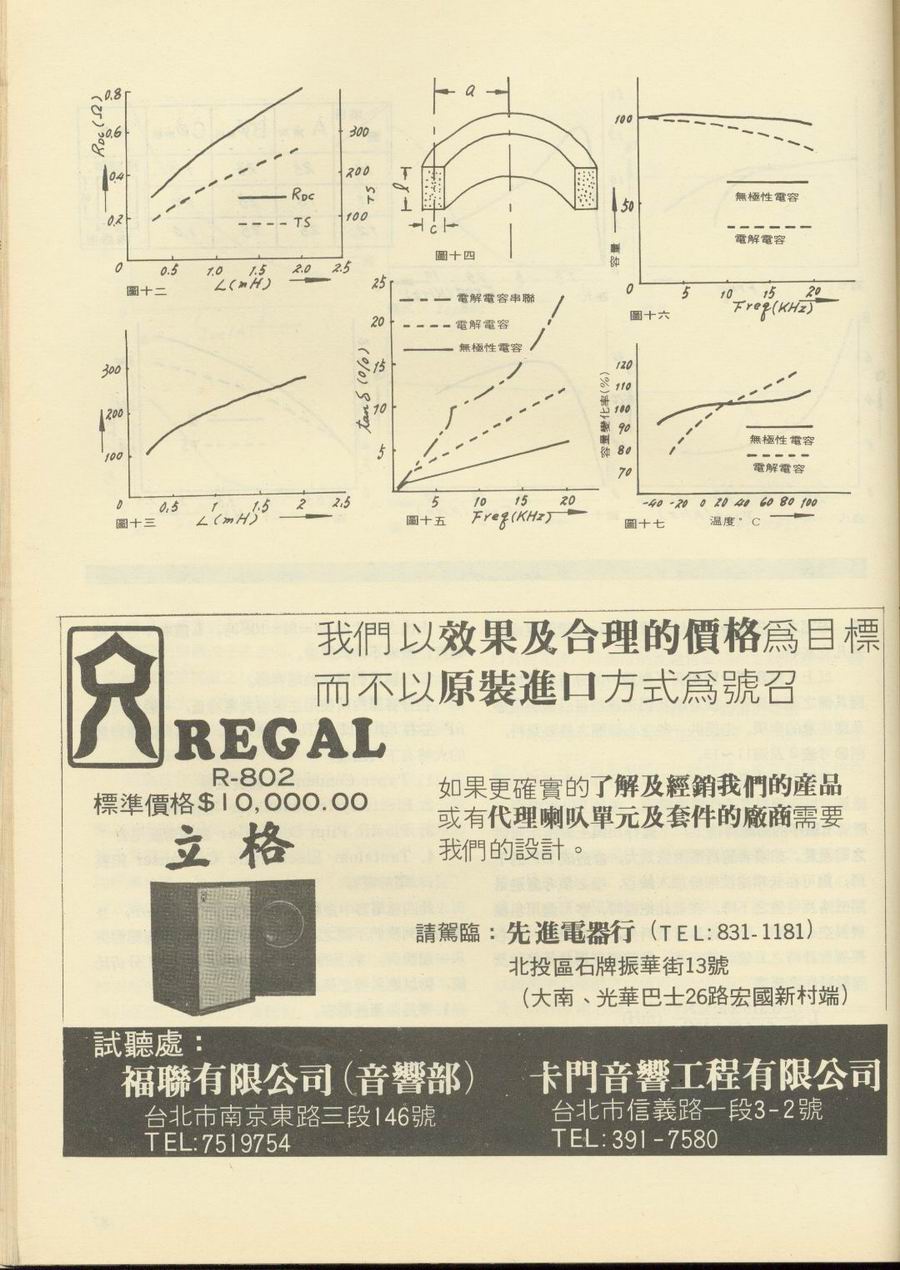 RDC(Ω)
0.8
0.6
0.4
0.2
0
0.5
1.0
1.5
2.0
2.5
L(mH)
300
200
100
TS
RDC
TS
圖十二
a
l
c
圖十四
100
50
容量
無極性電容
電解電容
5
10
15
20
Freq(KHz)
圖十六
300
200
100
0
0.5
1
1.5
2
2.5
L(mH)
圖十三
25
20
15
10
5
tanδ(0/0)
電解電容串聯
電解電容
無極性電容
5
10
15
20
Freq(KHz)
圖十五
容量變化率(%)
120
110
100
90
80
70
無極性電容
電解電容
-40 -20 0 20 40 60 80 100
溫度°C
圖十七
我們以效果及合理的價格爲目標
而不以原裝進口方式爲號召
REGAL
R-802
標準價格$10,000.00
立格
如果更確實的了解及經銷我們的產品
或有代理喇叭單元及套件的廠商需要
我們的設計。
請駕臨：先進電器行（TEL:831-1181）
北投區石牌振華街13號
（大南、光華巴士26路宏國新村端）
試聽處：
福聯有限公司（音響部）
台北市南京東路三段146號
TEL:7519754
卡門音響工程有限公司
台北市信義路一段3-2號
TEL:391-7580